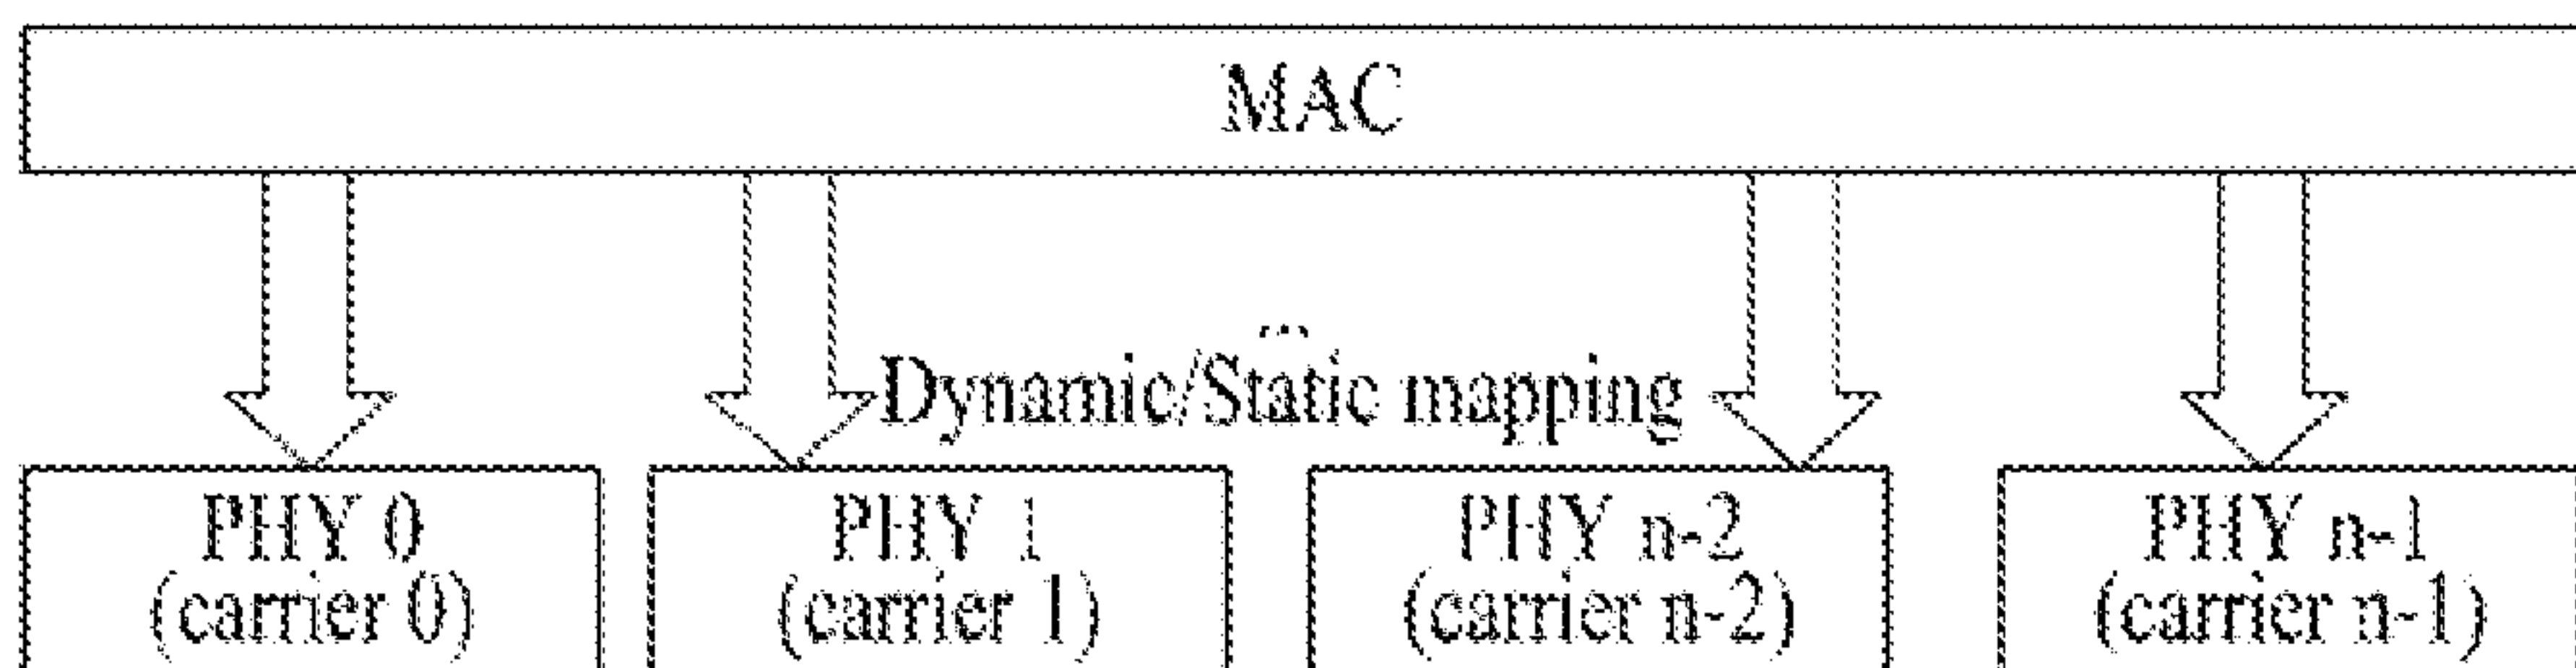 MAC
...
Dynamic/Static mapping
PHY 0
(carrier 0)
PHY 1
(carrier 1)
PHY n-2
(carrier n-2)
PHY n-1
(carrier n-1)